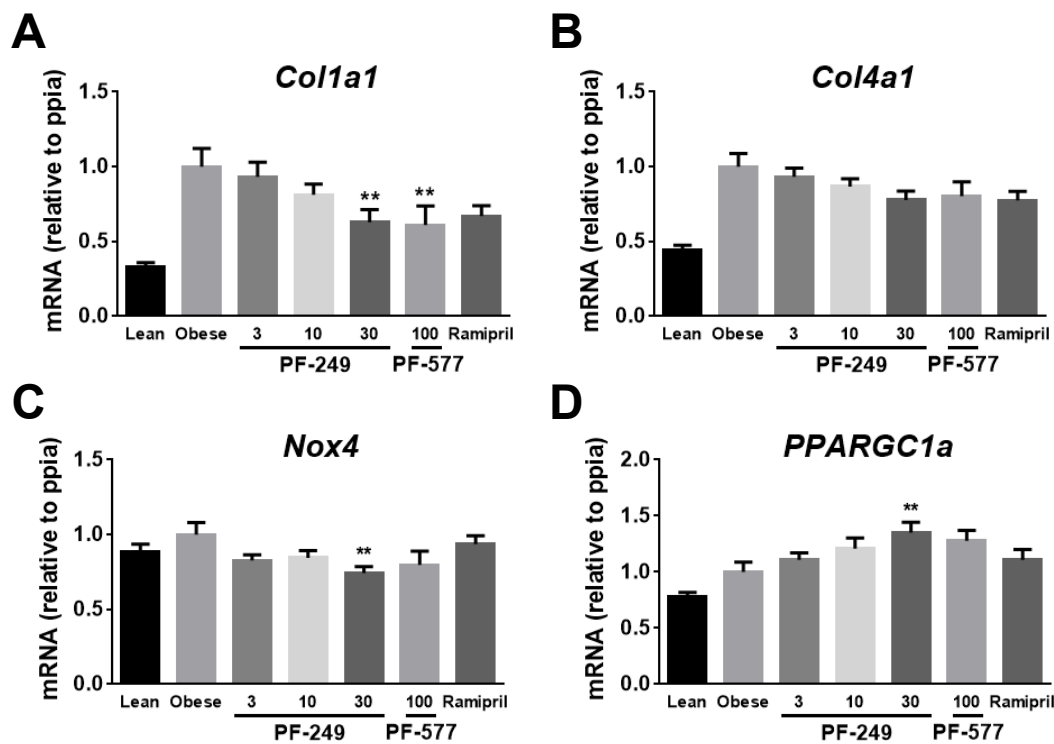 A
Col1a1
mRNA (relative to ppia)
1.5
1.0
0.5
0.0
** **
Lean Obese 3 10 30 100 Ramipril
PF-249 PF-577
B
Col4a1
mRNA (relative to ppia)
1.5
1.0
0.5
0.0
Lean Obese 3 10 30 100 Ramipril
PF-249 PF-577
C
Nox4
mRNA (relative to ppia)
1.5
1.0
0.5
0.0
**
Lean Obese 3 10 30 100 Ramipril
PF-249 PF-577
D
PPARGC1a
mRNA (relative to ppia)
2.0
1.5
1.0
0.5
0.0
**
Lean Obese 3 10 30 100 Ramipril
PF-249 PF-577